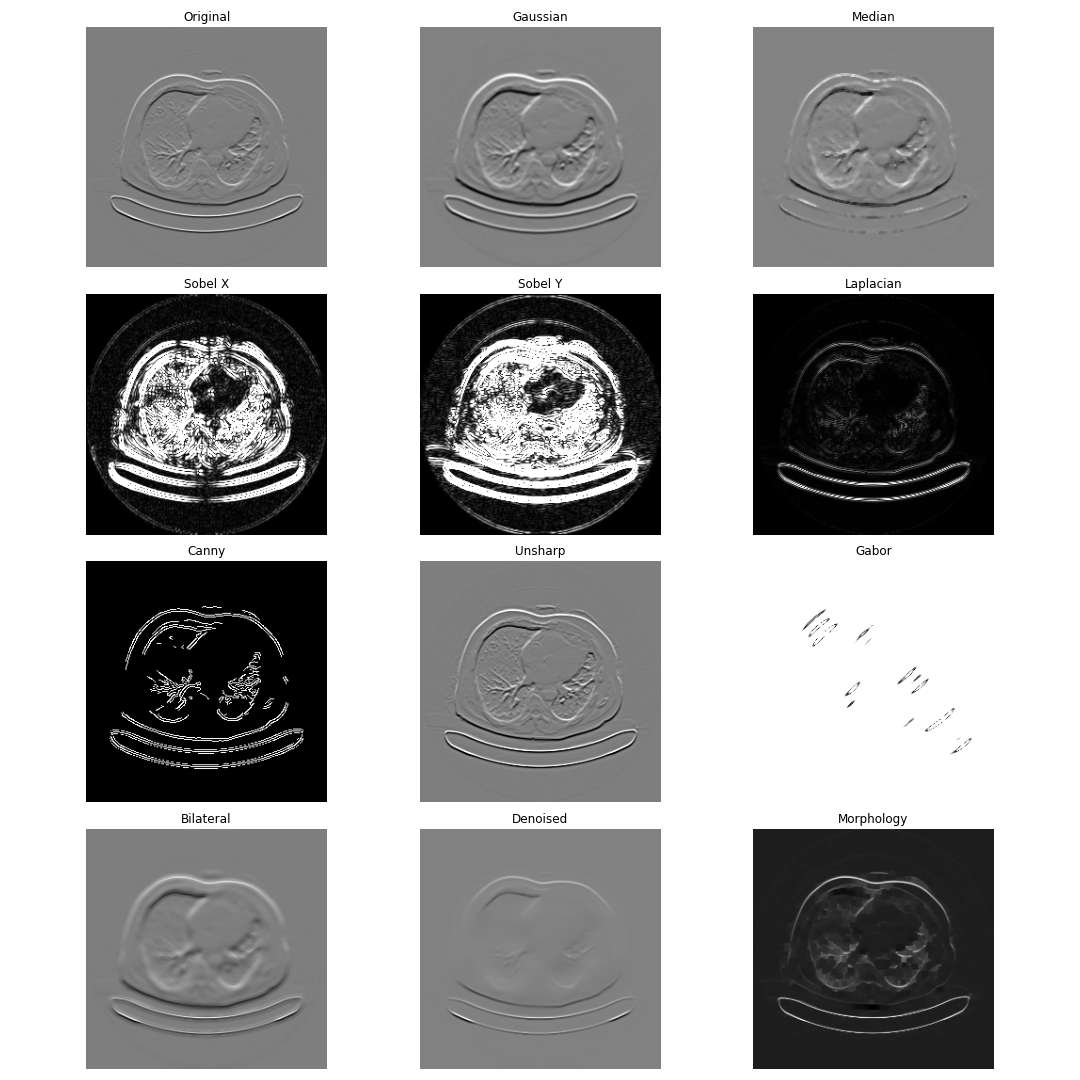 Original
Gaussian
Median
Sobel X
Sobel Y
Laplacian
Canny
Unsharp
Gabor
Bilateral
Denoised
Morphology